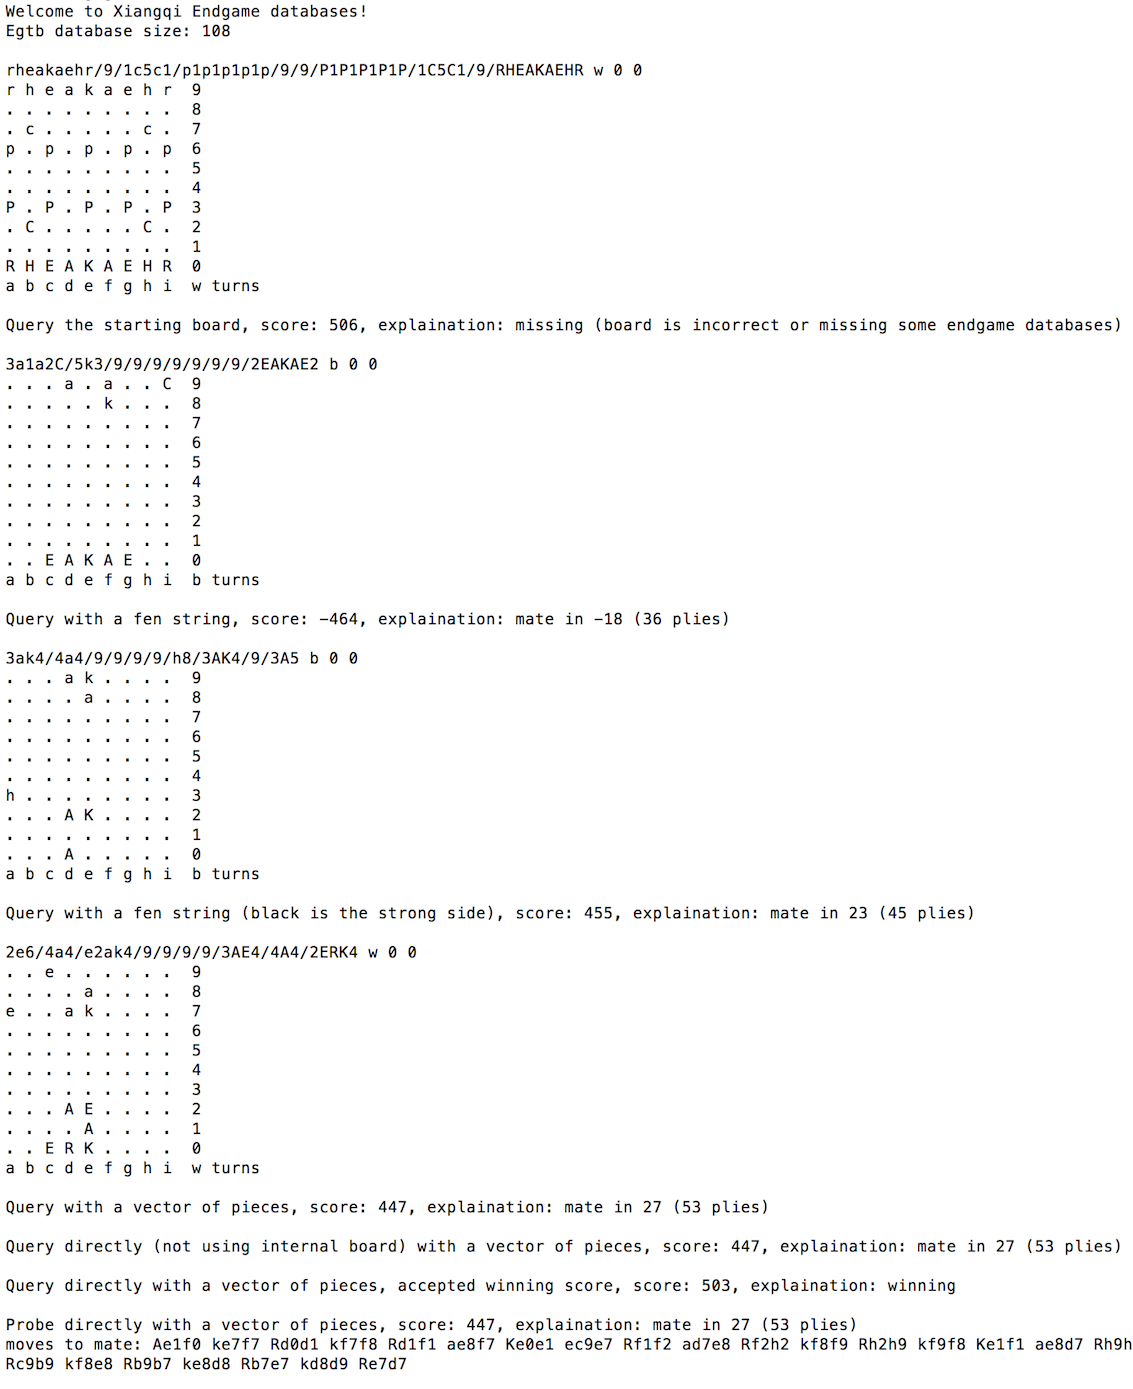 Welcome to Xiangqi Endgame databases!
Egtb database size: 108
rheakaehr/9/1c5c1/p1p1p1p1p/9/9/P1P1P1P1P/1C5C1/9/RHEAKAEHR w 0 0
r h e a k a e h r  9
. . . . . . . . .  8
. c . . . . . c .  7
p . p . p . p . p  6
. . . . . . . . .  5
. . . . . . . . .  4
P . P . P . P . P  3
. C . . . . . C .  2
. . . . . . . . .  1
R H E A K A E H R  0
a b c d e f g h i  w turns
Query the starting board, score: 506, explaination: missing (board is incorrect or missing some endgame databases)
3a1a2C/5k3/9/9/9/9/9/9/9/2EAKAE2 b 0 0
. . . a . a . . C  9
. . . . . k . . .  8
. . . . . . . . .  7
. . . . . . . . .  6
. . . . . . . . .  5
. . . . . . . . .  4
. . . . . . . . .  3
. . . . . . . . .  2
. . . . . . . . .  1
. . E A K A E . .  0
a b c d e f g h i  b turns
Query with a fen string, score: -464, explaination: mate in -18 (36 plies)
3ak4/4a4/9/9/9/9/h8/3AK4/9/3A5 b 0 0
. . . a k . . . .  9
. . . . a . . . .  8
. . . . . . . . .  7
. . . . . . . . .  6
. . . . . . . . .  5
. . . . . . . . .  4
h . . . . . . . .  3
. . . A K . . . .  2
. . . . . . . . .  1
. . . A . . . . .  0
a b c d e f g h i  b turns
Query with a fen string (black is the strong side), score: 455, explaination: mate in 23 (45 plies)
2e6/4a4/e2ak4/9/9/9/9/3AE4/4A4/2ERK4 w 0 0
. . e . . . . . .  9
. . . . a . . . .  8
e . . a k . . . .  7
. . . . . . . . .  6
. . . . . . . . .  5
. . . . . . . . .  4
. . . . . . . . .  3
. . . A E . . . .  2
. . . . A . . . .  1
. . E R K . . . .  0
a b c d e f g h i  w turns
Query with a vector of pieces, score: 447, explaination: mate in 27 (53 plies)
Query directly (not using internal board) with a vector of pieces, score: 447, explaination: mate in 27 (53 plies)
Query directly with a vector of pieces, accepted winning score, score: 503, explaination: winning
Probe directly with a vector of pieces, score: 447, explaination: mate in 27 (53 plies)
moves to mate: Ae1f0 ke7f7 Rd0d1 kf7f8 Rd1f1 ae8f7 Ke0e1 ec9e7 Rf1f2 ad7e8 Rf2h2 kf8f9 Rh2h9 kf9f8 Ke1f1 ae8d7 Rh9h
Rc9b9 kf8e8 Rb9b7 ke8d8 Rb7e7 kd8d9 Re7d7